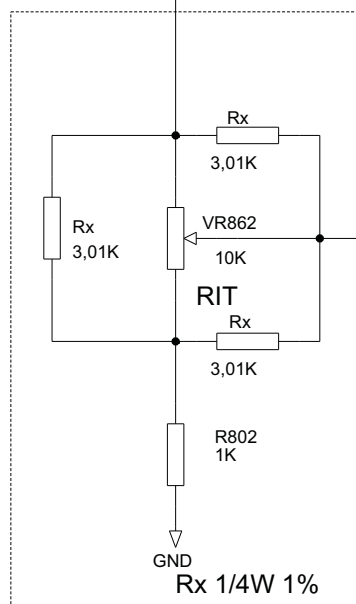 Rx
3,01K
Rx
3,01K
VR862
10K
RIT
Rx
3,01K
R802
1K
GND
Rx 1/4W 1%